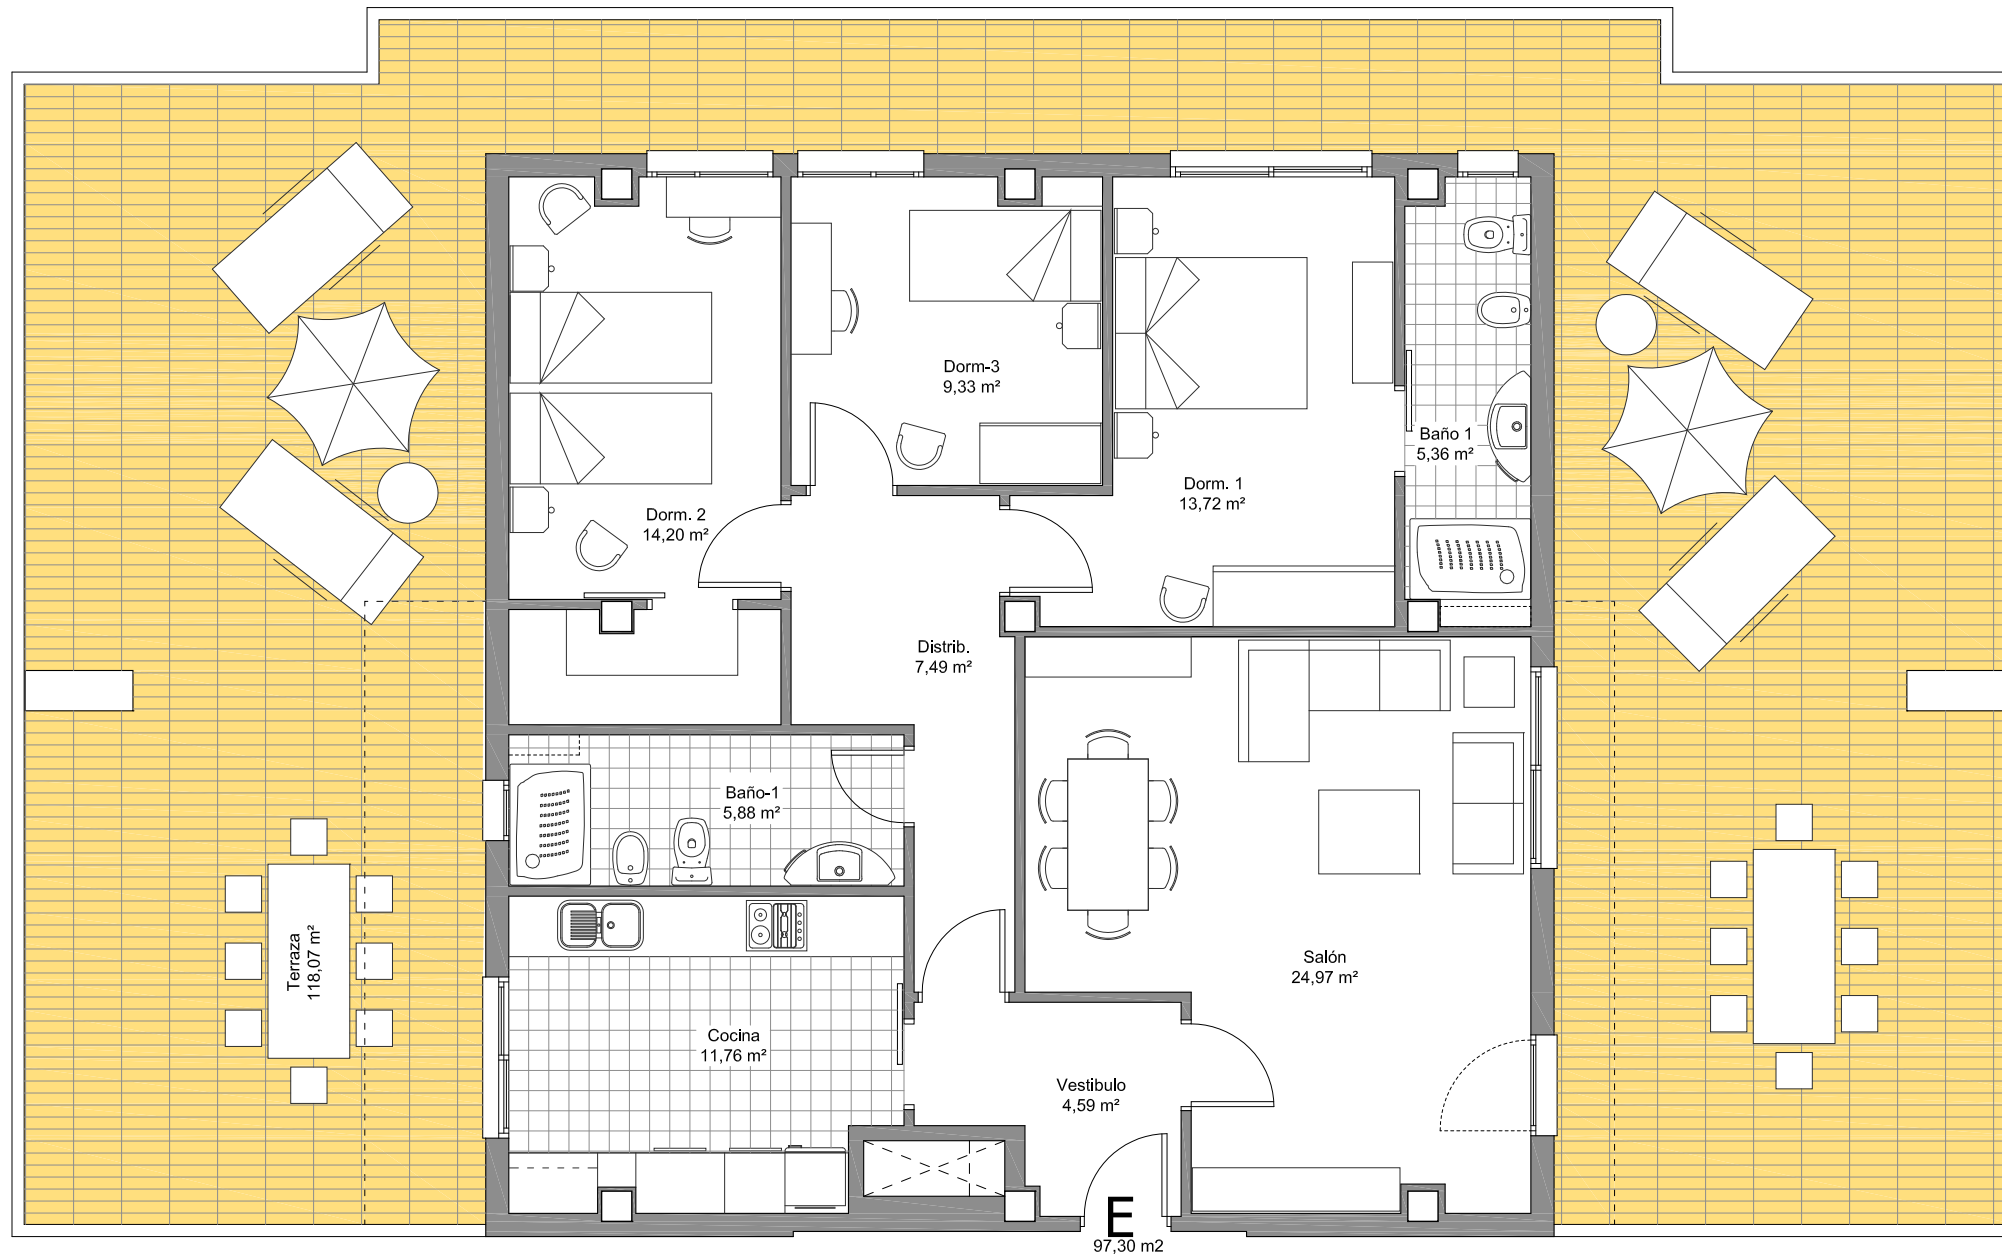 Dorm-3
9,33 m²
Baño 1
5,36 m²
Dorm. 1
13,72 m²
Dorm. 2
14,20 m²
Distrib.
7,49 m²
Baño-1
5,88 m²
Terraza
118,07 m²
Salón
24,97 m²
Cocina
11,76 m²
Vestibulo
4,59 m²
E
97,30 m2